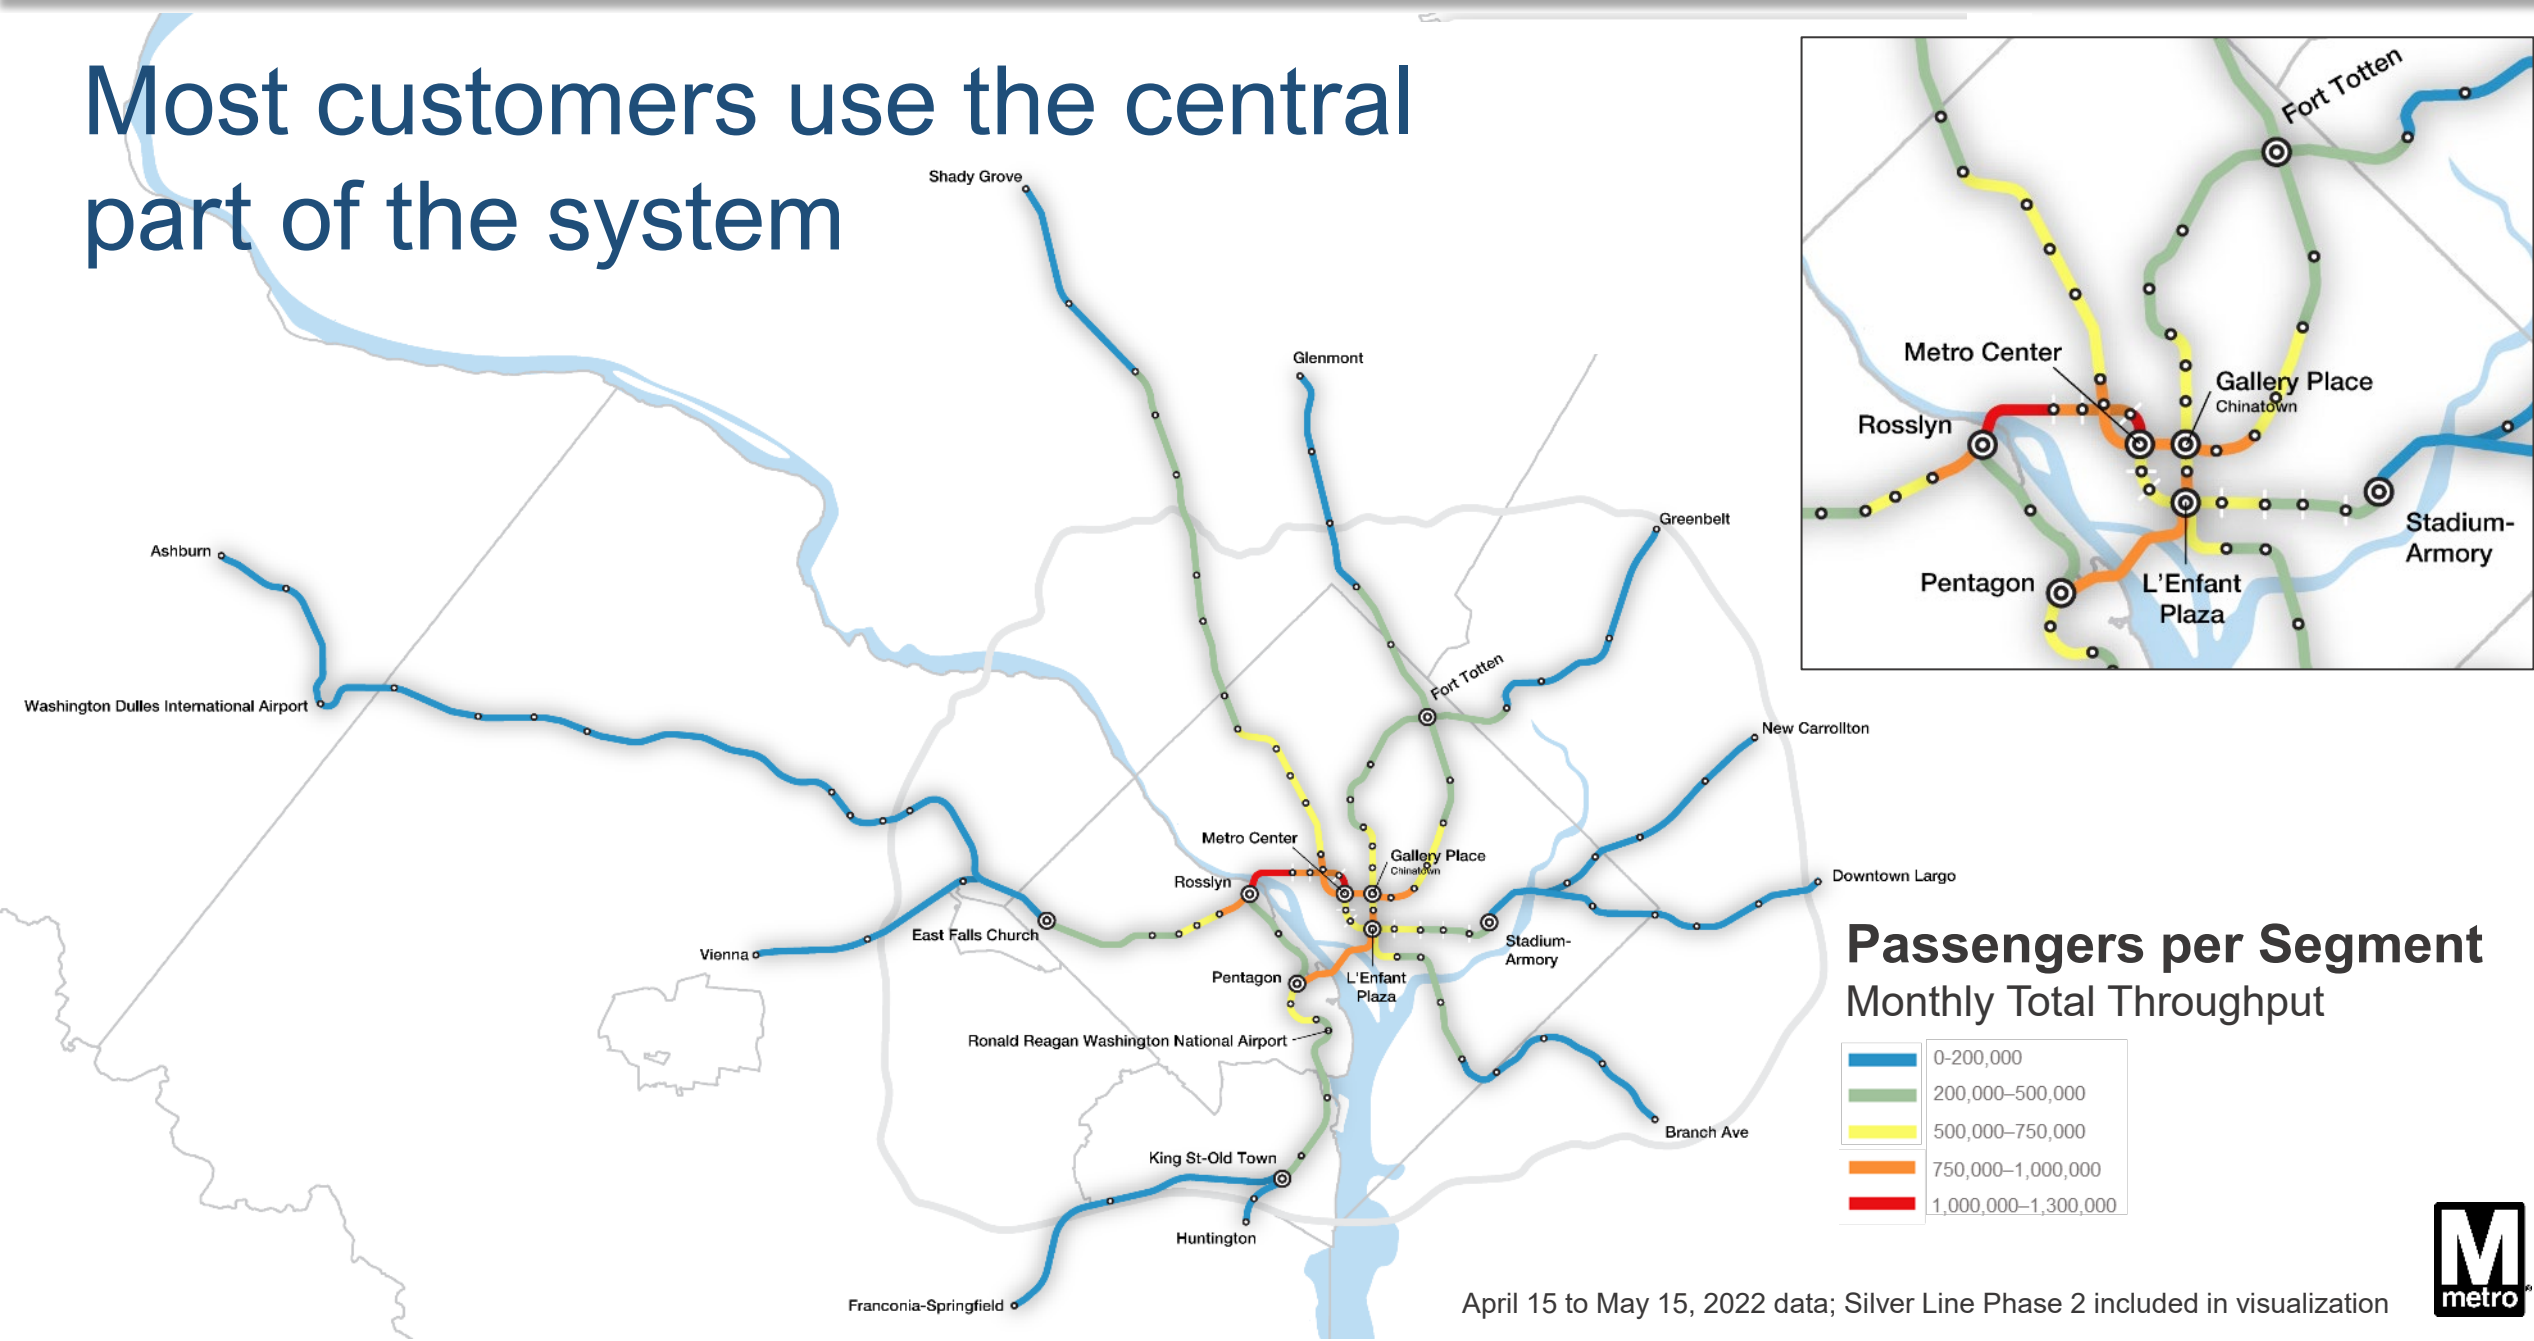 Most customers use the central
part of the system
Shady Grove
Glenmont
Greenbelt
Ashburn
Washington Dulles International Airport
Fort Totten
New Carrollton
Metro Center
Gallery Place
Chinatown
Rosslyn
Downtown Largo
East Falls Church
Vienna
Stadium-
Armory
Pentagon
L'Enfant
Plaza
Ronald Reagan Washington National Airport
Branch Ave
King St-Old Town
Huntington
Franconia-Springfield
Fort Totten
Metro Center
Gallery Place
Chinatown
Rosslyn
Stadium-
Armory
Pentagon
L'Enfant
Plaza
Passengers per Segment
Monthly Total Throughput
0-200,000
200,000–500,000
500,000–750,000
750,000–1,000,000
1,000,000–1,300,000
April 15 to May 15, 2022 data; Silver Line Phase 2 included in visualization
M
metro
®